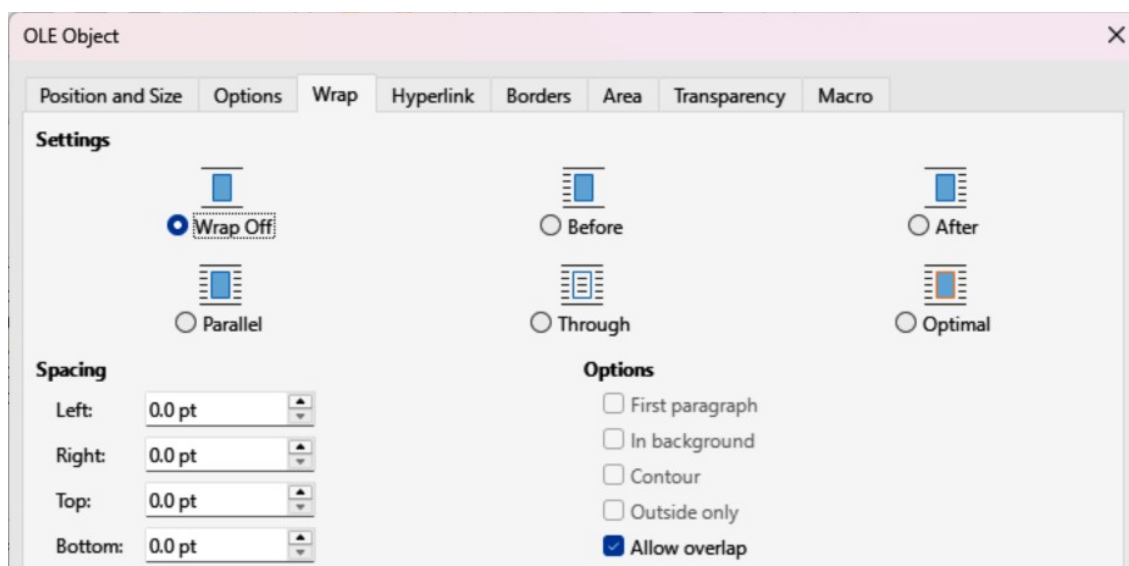 OLE Object
Position and Size Options Wrap Hyperlink Borders Area Transparency Macro
Settings
Wrap Off Before After
Parallel Through Optimal
Spacing Options
Left: 0.0 pt First paragraph
Right: 0.0 pt In background
Contour
Top: 0.0 pt Outside only
Bottom: 0.0 pt Allow overlap